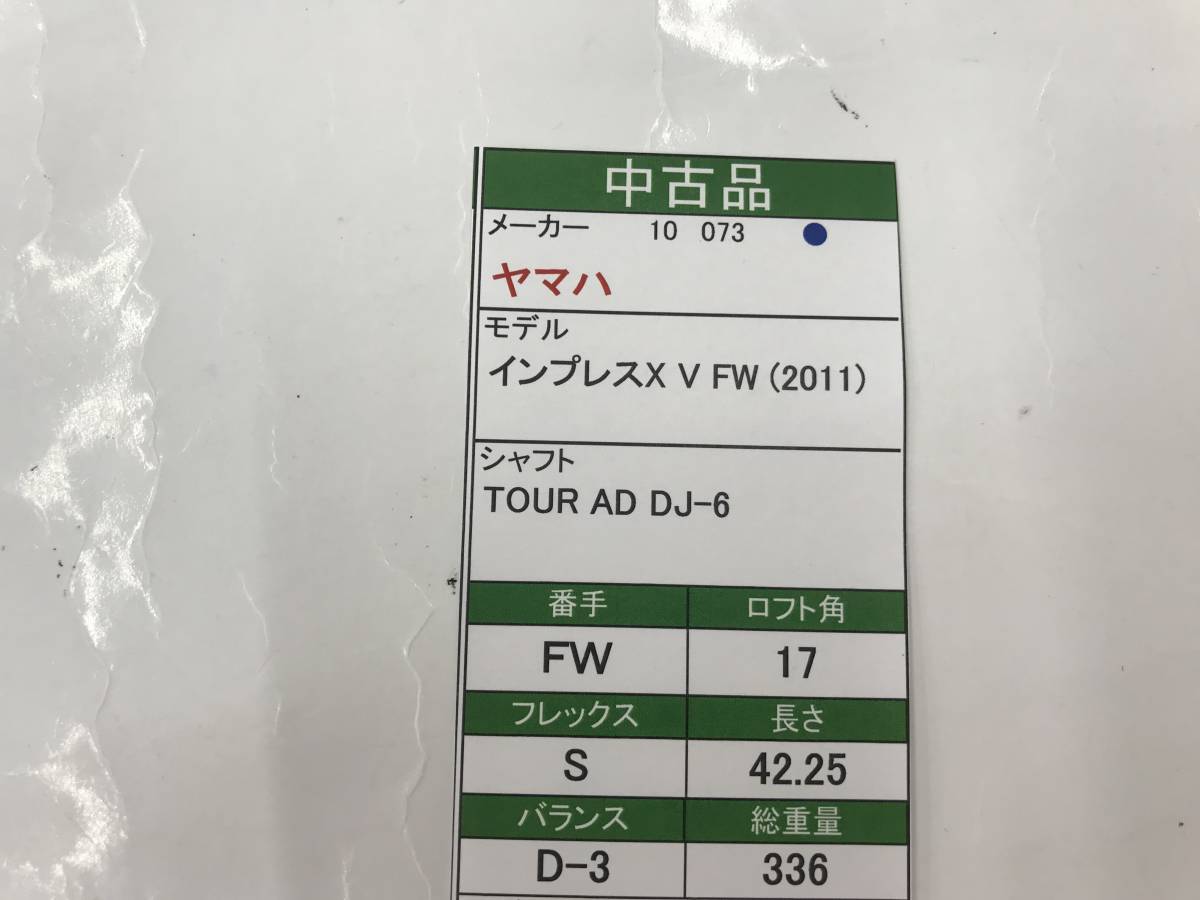 中古品
メーカー 10 073
ヤマハ
モデル
インプレスX V FW (2011)
シャフト
TOUR AD DJ-6
番手 ロフト角
FW 17
フレックス 長さ
S 42.25
バランス 総重量
D-3 336